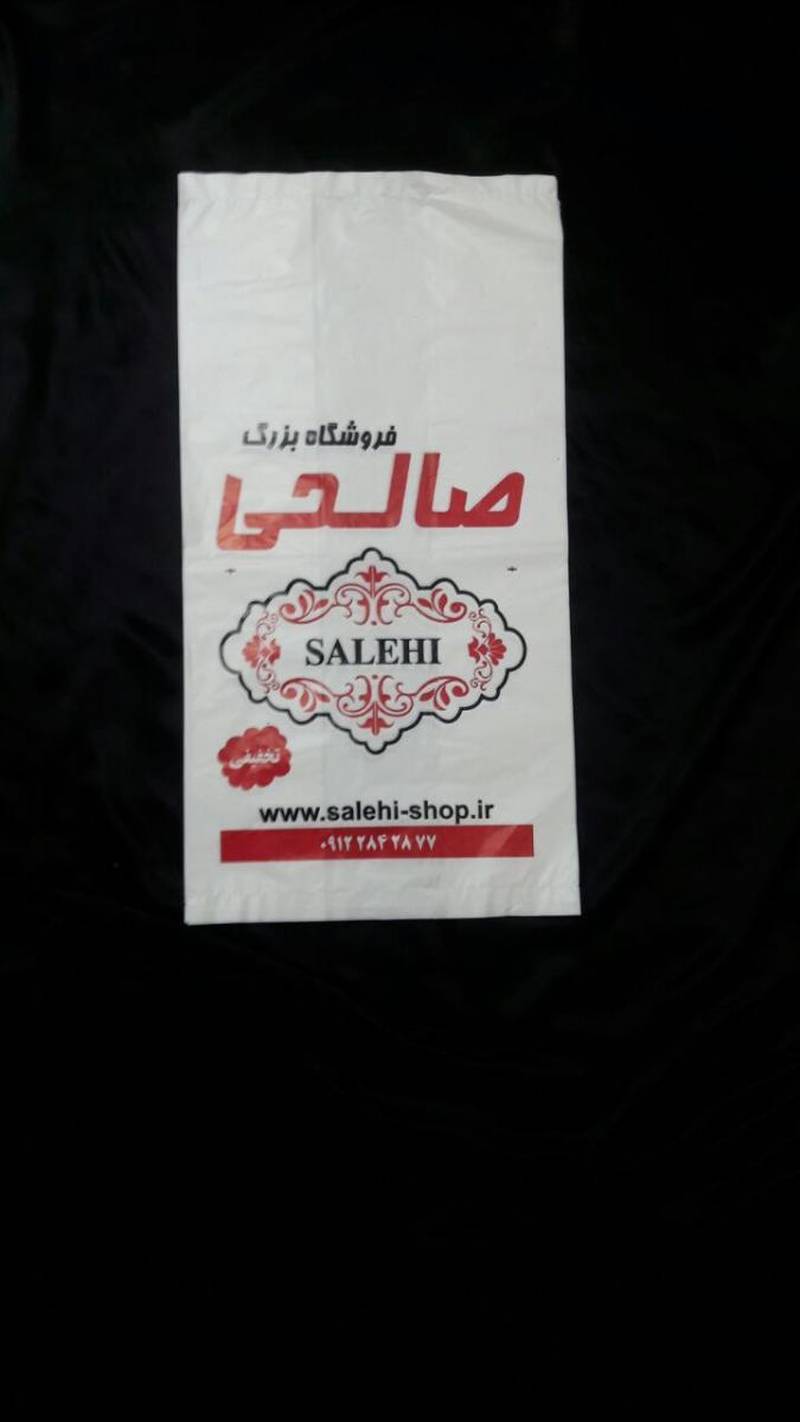 فروشگاه بزرگ
صالحی
SALEHI
تخفیفی
www.salehi-shop.ir
۰۹۱۲ ۲۸۴ ۲۸ ۷۷